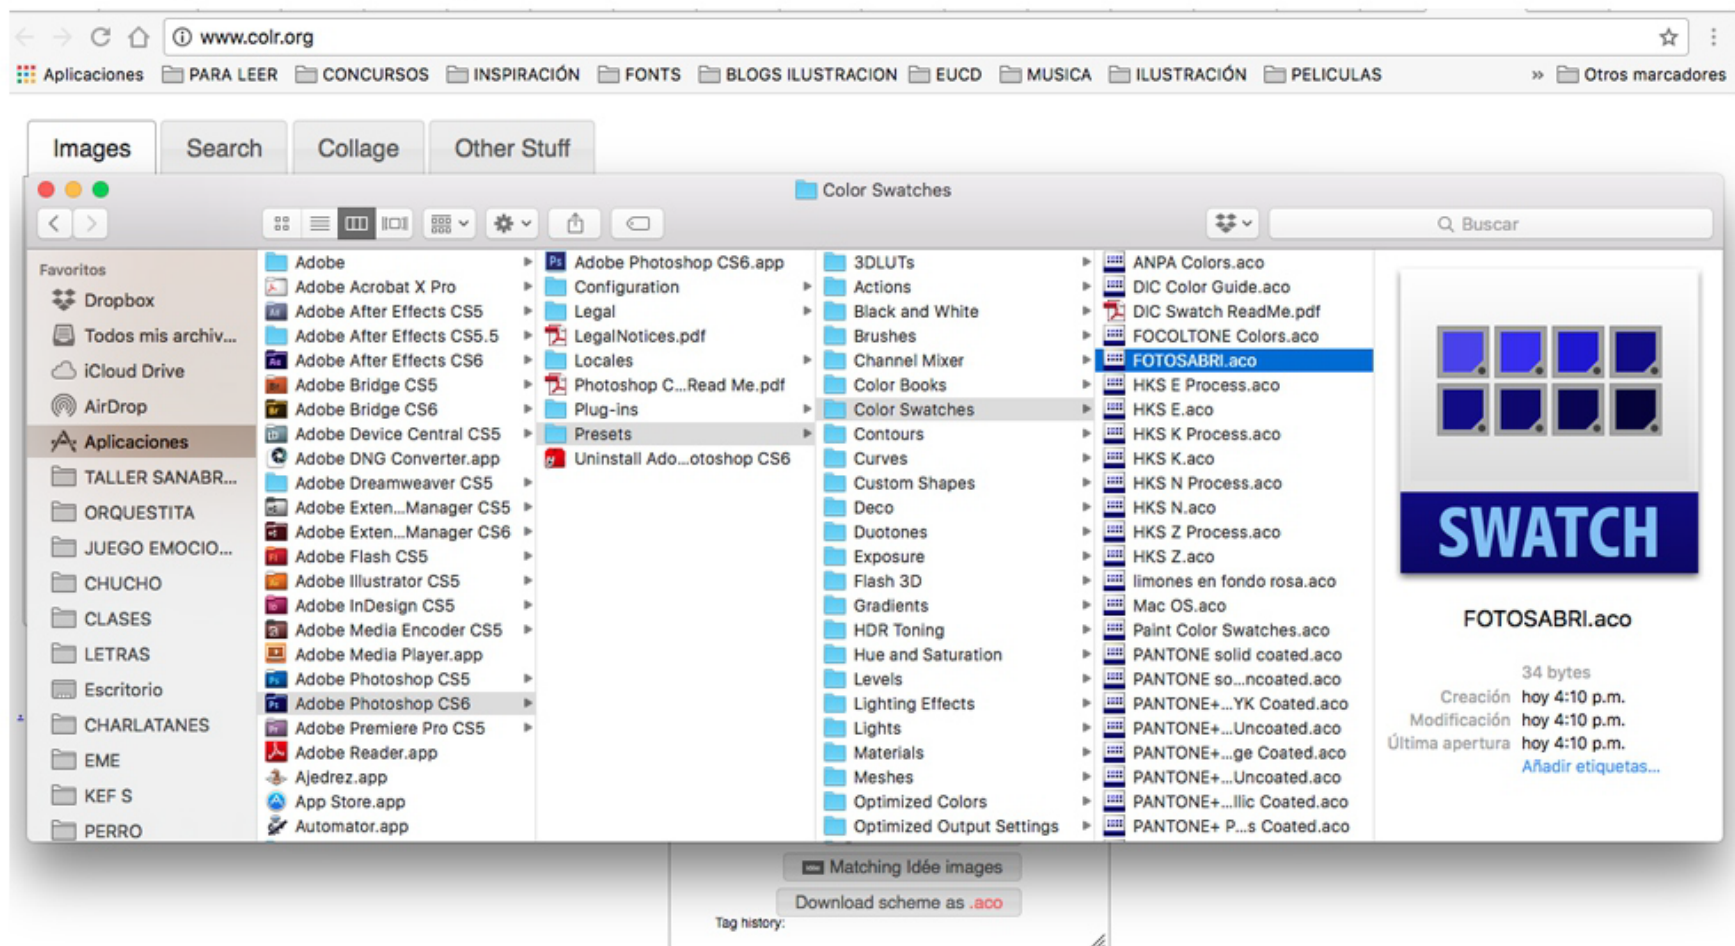 www.colr.org
Aplicaciones PARA LEER CONCURSOS INSPIRACIÓN FONTS BLOGS ILUSTRACION EUCD MUSICA ILUSTRACIÓN PELICULAS » Otros marcadores
Images Search Collage Other Stuff
Color Swatches
Buscar
Favoritos
Dropbox
Todos mis archiv...
iCloud Drive
AirDrop
Aplicaciones
TALLER SANABR...
ORQUESTITA
JUEGO EMOCIO...
CHUCHO
CLASES
LETRAS
Escritorio
CHARLATANES
EME
KEF S
PERRO
Adobe
Adobe Acrobat X Pro
Adobe After Effects CS5
Adobe After Effects CS5.5
Adobe After Effects CS6
Adobe Bridge CS5
Adobe Bridge CS6
Adobe Device Central CS5
Adobe DNG Converter.app
Adobe Dreamweaver CS5
Adobe Exten...Manager CS5
Adobe Exten...Manager CS6
Adobe Flash CS5
Adobe Illustrator CS5
Adobe InDesign CS5
Adobe Media Encoder CS5
Adobe Media Player.app
Adobe Photoshop CS5
Adobe Photoshop CS6
Adobe Premiere Pro CS5
Adobe Reader.app
Ajedrez.app
App Store.app
Automator.app
Adobe Photoshop CS6.app
Configuration
Legal
LegalNotices.pdf
Locales
Photoshop C...Read Me.pdf
Plug-ins
Presets
Uninstall Ado...otoshop CS6
3DLUTs
Actions
Black and White
Brushes
Channel Mixer
Color Books
Color Swatches
Contours
Curves
Custom Shapes
Deco
Duotones
Exposure
Flash 3D
Gradients
HDR Toning
Hue and Saturation
Levels
Lighting Effects
Lights
Materials
Meshes
Optimized Colors
Optimized Output Settings
ANPA Colors.aco
DIC Color Guide.aco
DIC Swatch ReadMe.pdf
FOCOLTONE Colors.aco
FOTOSABRI.aco
HKS E Process.aco
HKS E.aco
HKS K Process.aco
HKS K.aco
HKS N Process.aco
HKS N.aco
HKS Z Process.aco
HKS Z.aco
limones en fondo rosa.aco
Mac OS.aco
Paint Color Swatches.aco
PANTONE solid coated.aco
PANTONE so...ncoated.aco
PANTONE+...YK Coated.aco
PANTONE+...Uncoated.aco
PANTONE+...ge Coated.aco
PANTONE+...Uncoated.aco
PANTONE+...llic Coated.aco
PANTONE+ P...s Coated.aco
SWATCH
FOTOSABRI.aco
34 bytes
Creación hoy 4:10 p.m.
Modificación hoy 4:10 p.m.
Última apertura hoy 4:10 p.m.
Añadir etiquetas...
Matching Idée images
Download scheme as .aco
Tag history: